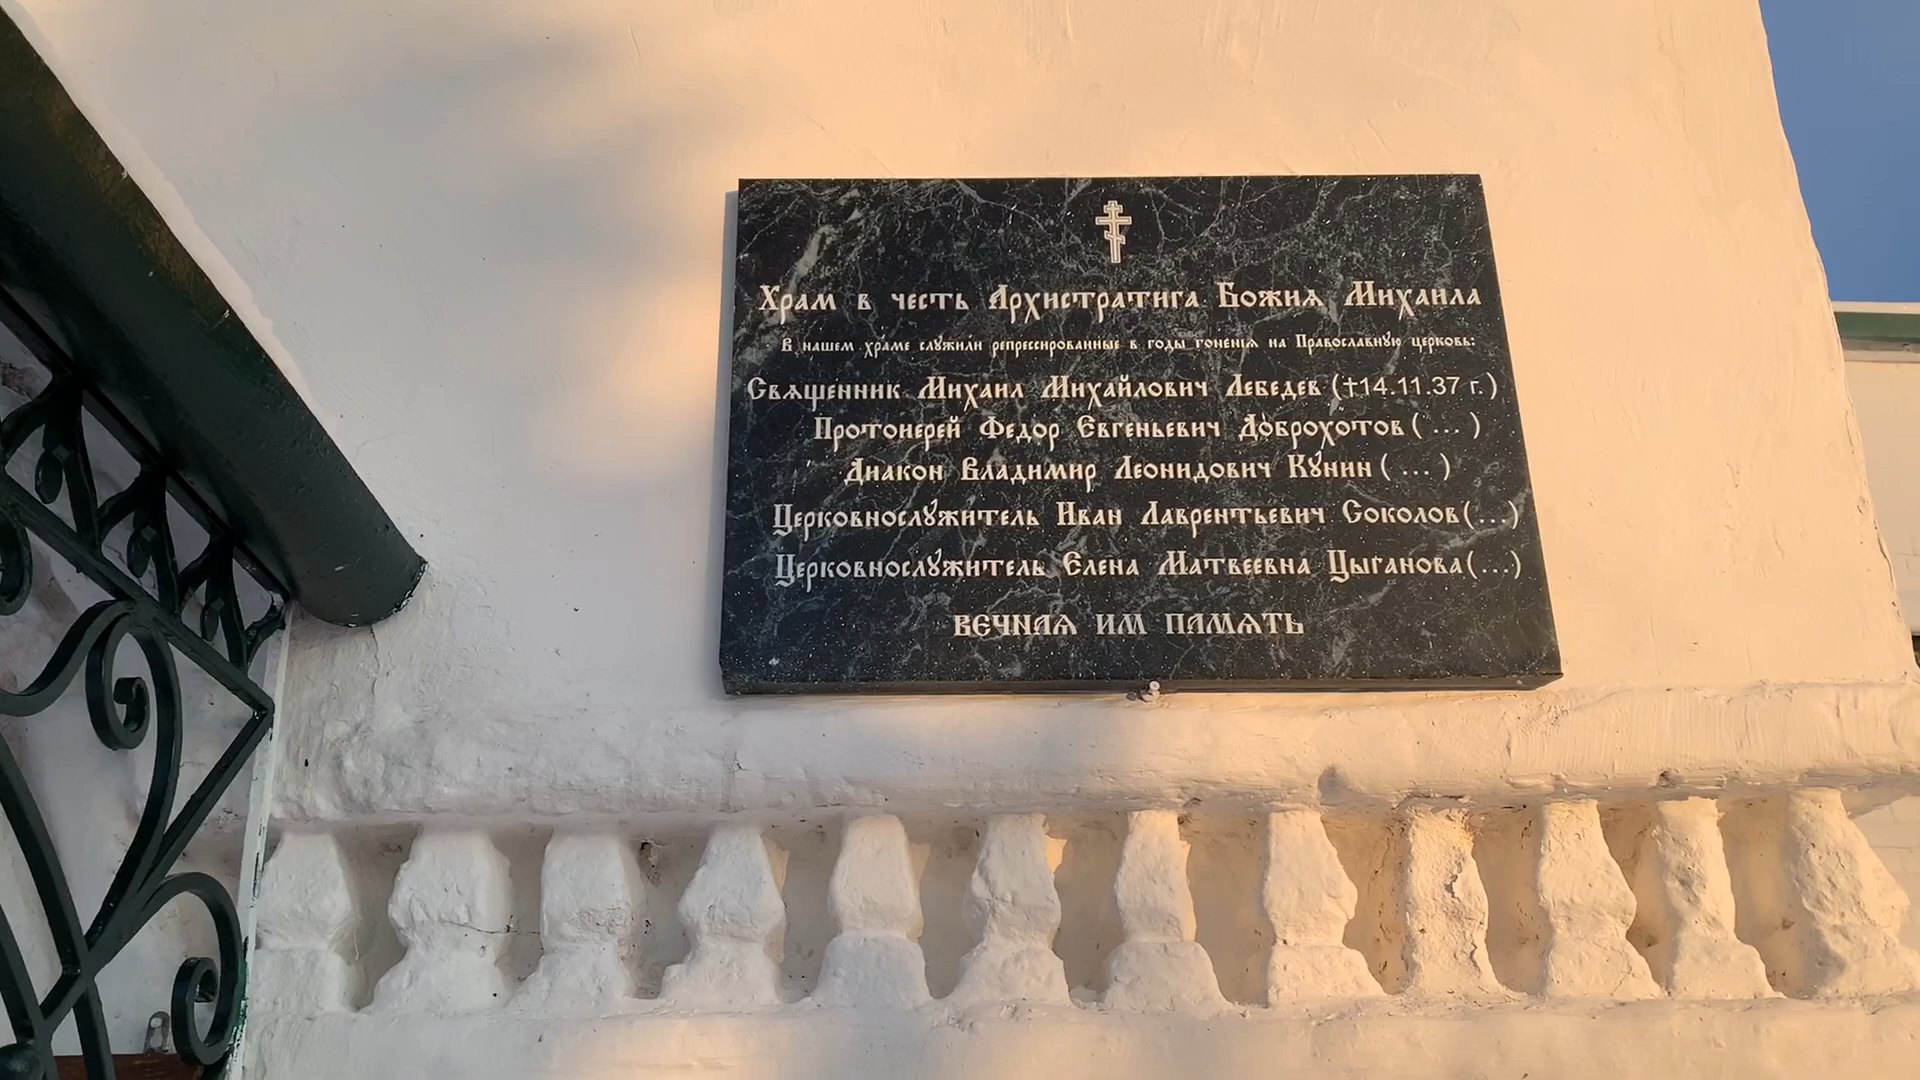 Храм в честь Архистратига Божия Михаила
В нашем храме служили репрессированные в годы гонения на Православную церковь:
Священник Михаил Михайлович Лебедев (†14.11.37 г.)
Протоиерей Федор Евгеньевич Доброхотов (...)
Диакон Владимир Леонидович Кунин (...)
Церковнослужитель Иван Лаврентьевич Соколов (...)
Церковнослужитель Елена Матвеевна Цыганова (...)
ВЕЧНАЯ ИМ ПАМЯТЬ